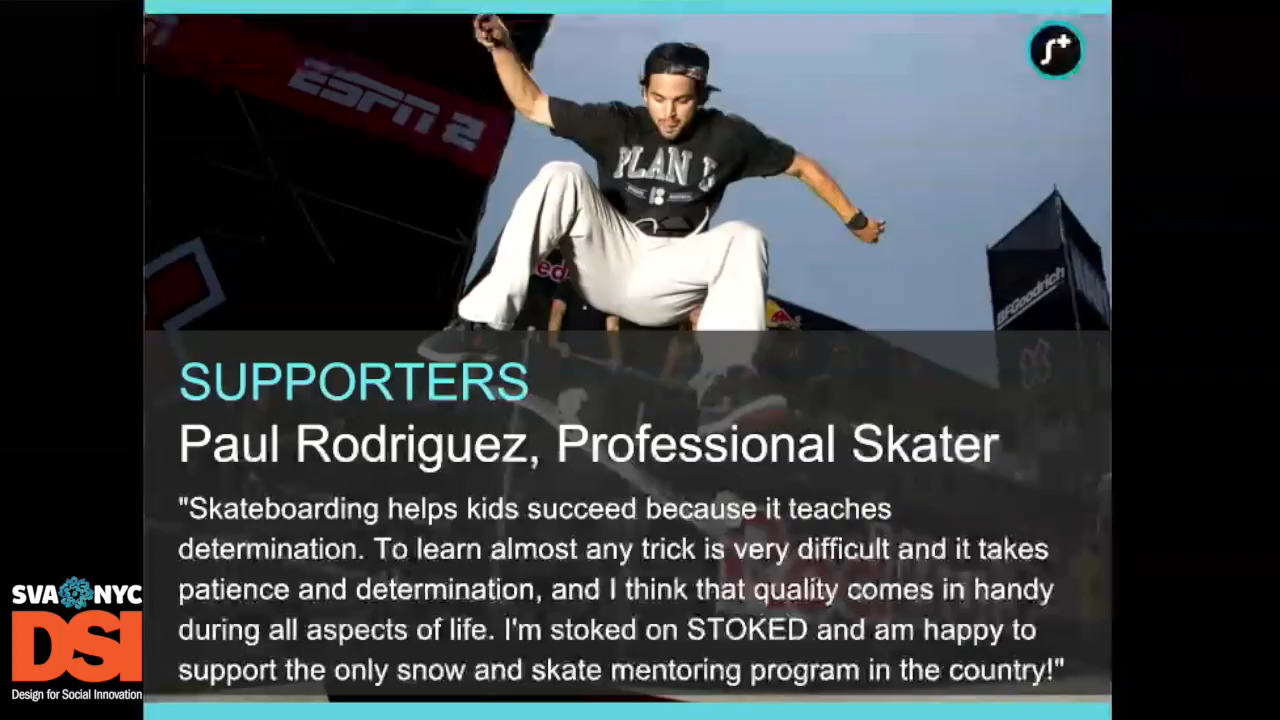 ESPN 2
PLAN B
Red
BFGoodrich
SUPPORTERS
Paul Rodriguez, Professional Skater
"Skateboarding helps kids succeed because it teaches
determination. To learn almost any trick is very difficult and it takes
patience and determination, and I think that quality comes in handy
during all aspects of life. I'm stoked on STOKED and am happy to
support the only snow and skate mentoring program in the country!"
SVA NYC
DSI
Design for Social Innovation